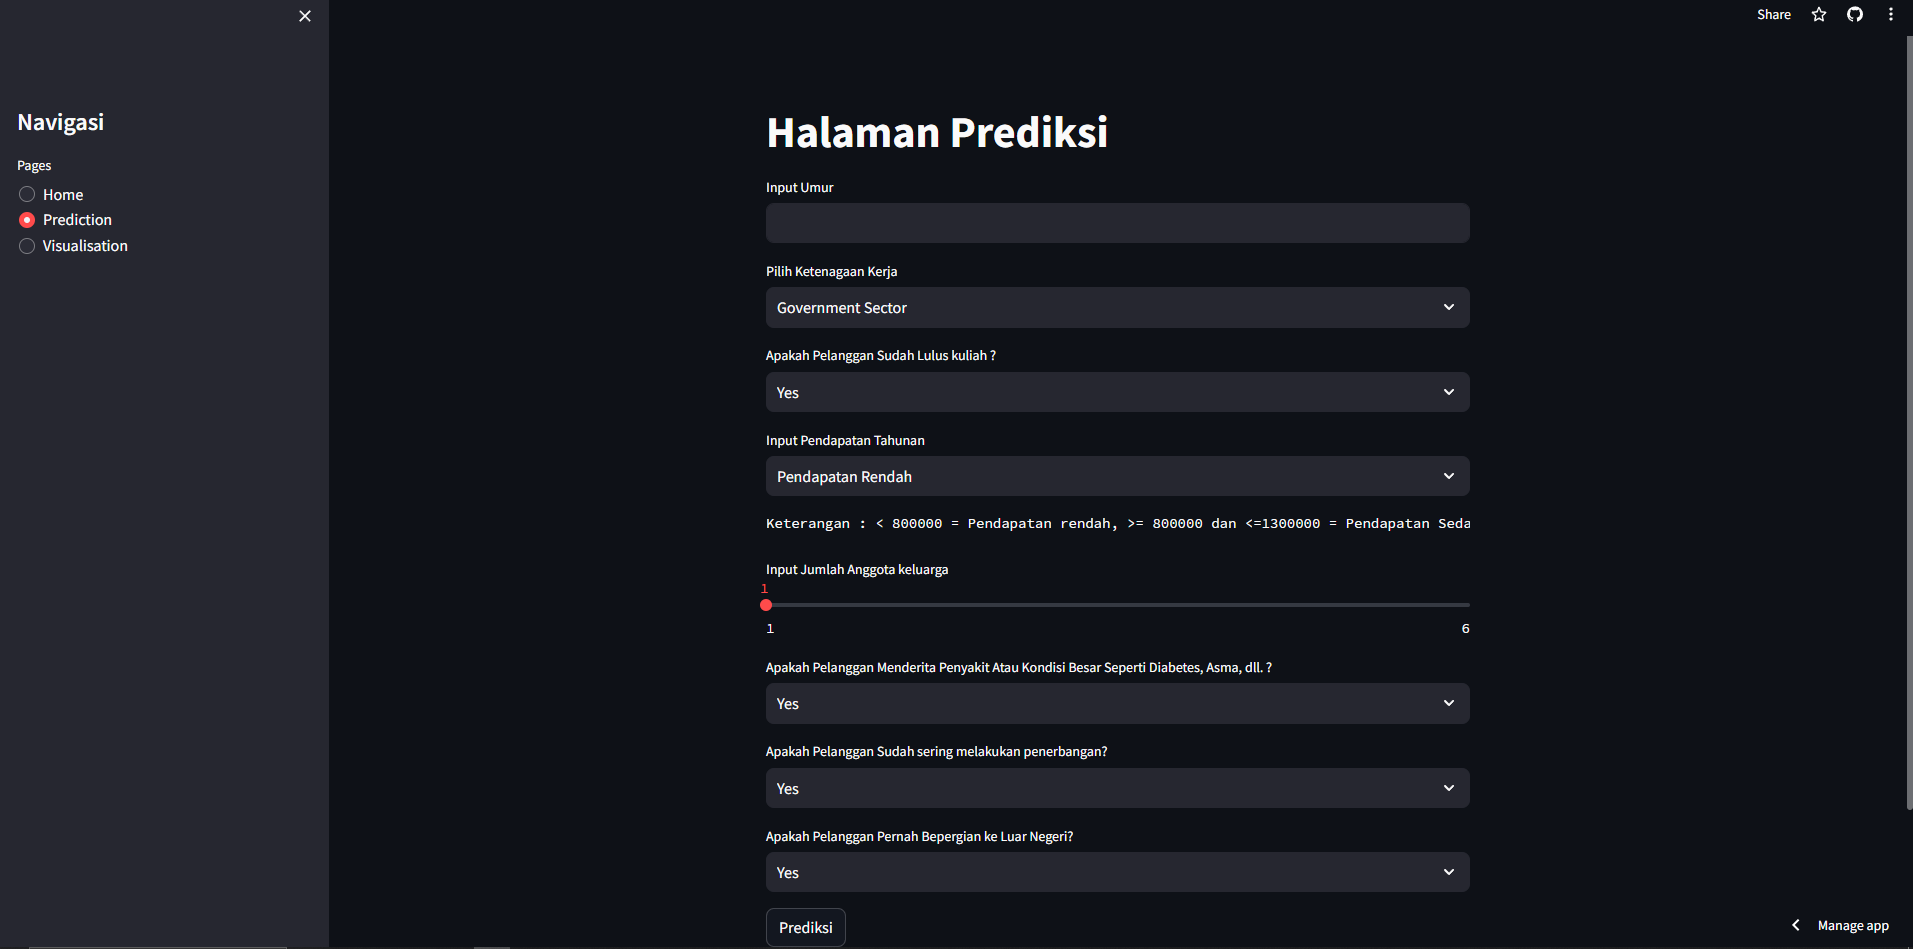 Share
Navigasi
Pages
Home
Prediction
Visualisation
Halaman Prediksi
Input Umur
Pilih Ketenagaan Kerja
Government Sector
Apakah Pelanggan Sudah Lulus kuliah ?
Yes
Input Pendapatan Tahunan
Pendapatan Rendah
Keterangan : < 800000 = Pendapatan rendah, >= 800000 dan <=1300000 = Pendapatan Seda
Input Jumlah Anggota keluarga
1
1 6
Apakah Pelanggan Menderita Penyakit Atau Kondisi Besar Seperti Diabetes, Asma, dll. ?
Yes
Apakah Pelanggan Sudah sering melakukan penerbangan?
Yes
Apakah Pelanggan Pernah Bepergian ke Luar Negeri?
Yes
Prediksi
Manage app